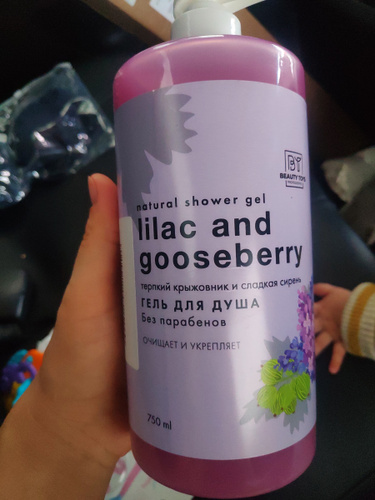 BY
BEAUTY TOPS
natural shower gel
lilac and
gooseberry
терпкий крыжовник и сладкая сирень
ГЕЛЬ ДЛЯ ДУША
Без парабенов
ОЧИЩАЕТ И УКРЕПЛЯЕТ
750 ml